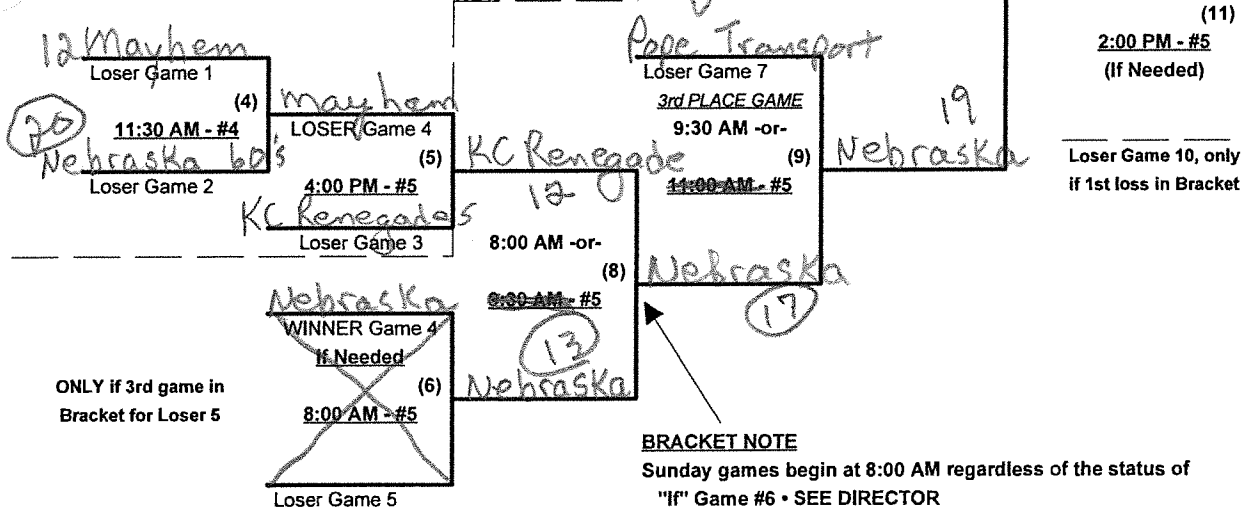 (11)
2:00 PM - #5
(If Needed)
12 Mayhem
Loser Game 1
(4)
20
11:30 AM - #4
Nebraska 60's
Loser Game 2
mayhem
LOSER Game 4
(5)
4:00 PM - #5
KC Renegades
Loser Game 3
KC Renegade
12
8:00 AM -or-
(8)
9:30 AM - #5
13
Nebraska
Nebraska
WINNER Game 4
If Needed
(6)
8:00 AM - #5
Loser Game 5
ONLY if 3rd game in
Bracket for Loser 5
Pope Transport
Loser Game 7
3rd PLACE GAME
9:30 AM -or-
(9)
11:00 AM - #5
Nebraska
17
19
Nebraska
Loser Game 10, only
if 1st loss in Bracket
BRACKET NOTE
Sunday games begin at 8:00 AM regardless of the status of
"If" Game #6 • SEE DIRECTOR